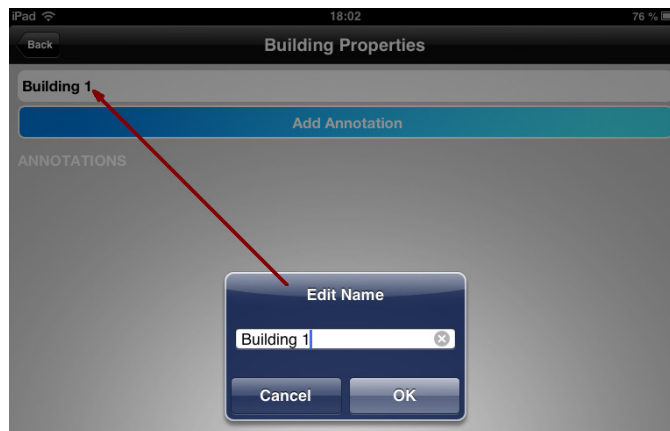 iPad 18:02 76 %
Back Building Properties
Building 1
Add Annotation
ANNOTATIONS
Edit Name
Building 1
Cancel OK